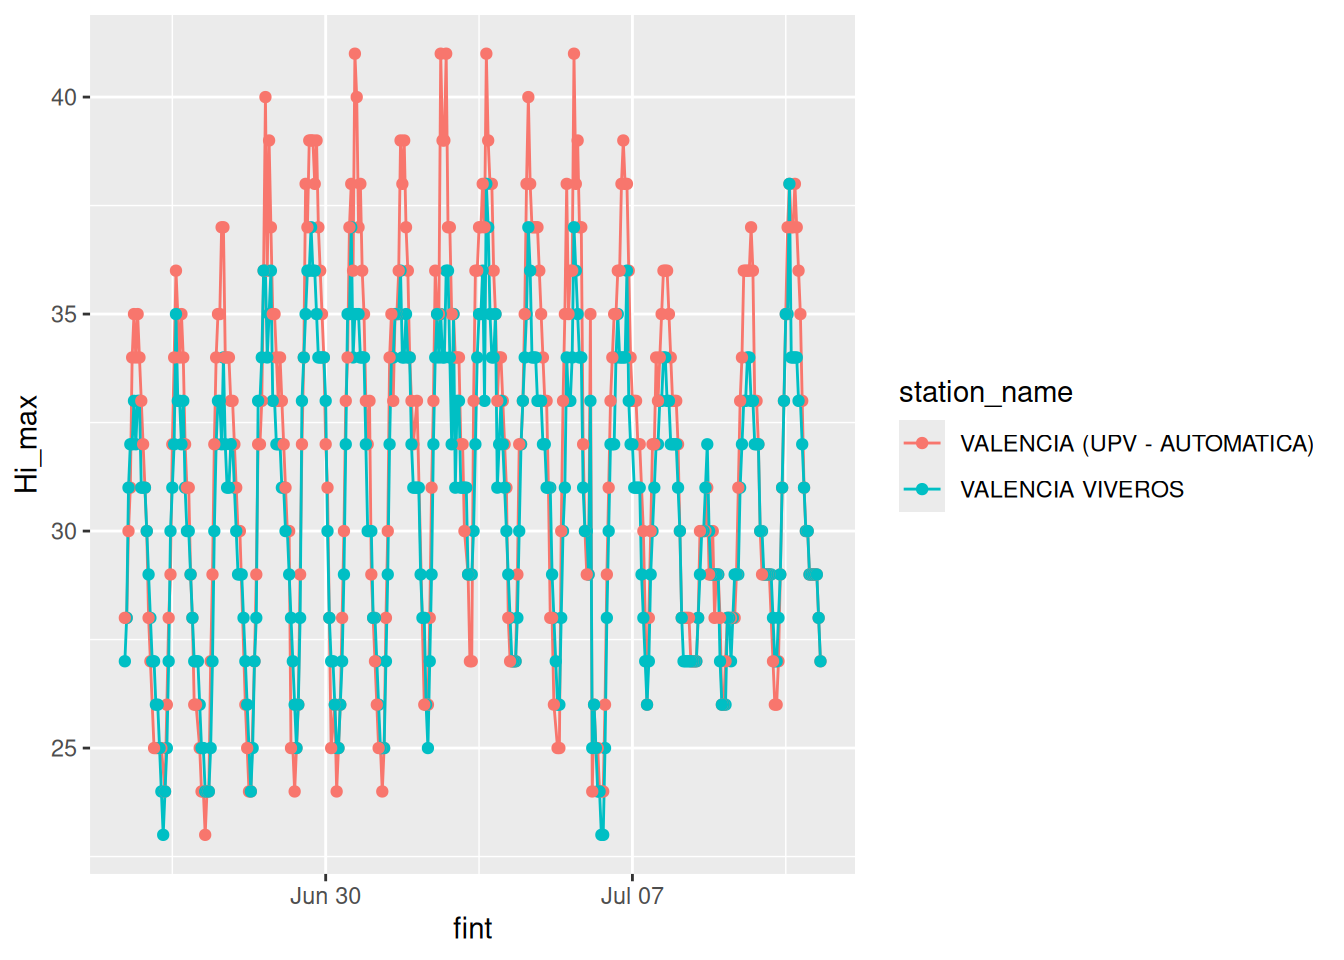 Hi_max
40
35
30
25
Jun 30
Jul 07
fint
station_name
VALENCIA (UPV - AUTOMATICA)
VALENCIA VIVEROS